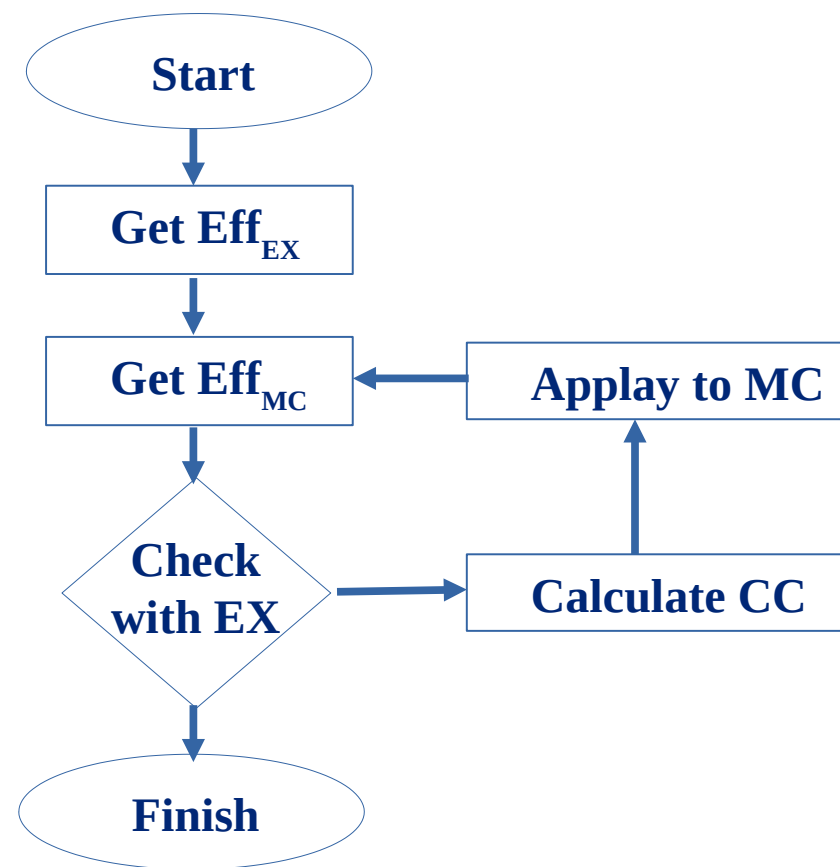 Start
Get Eff_EX
Get Eff_MC
Applay to MC
Check
with EX
Calculate CC
Finish